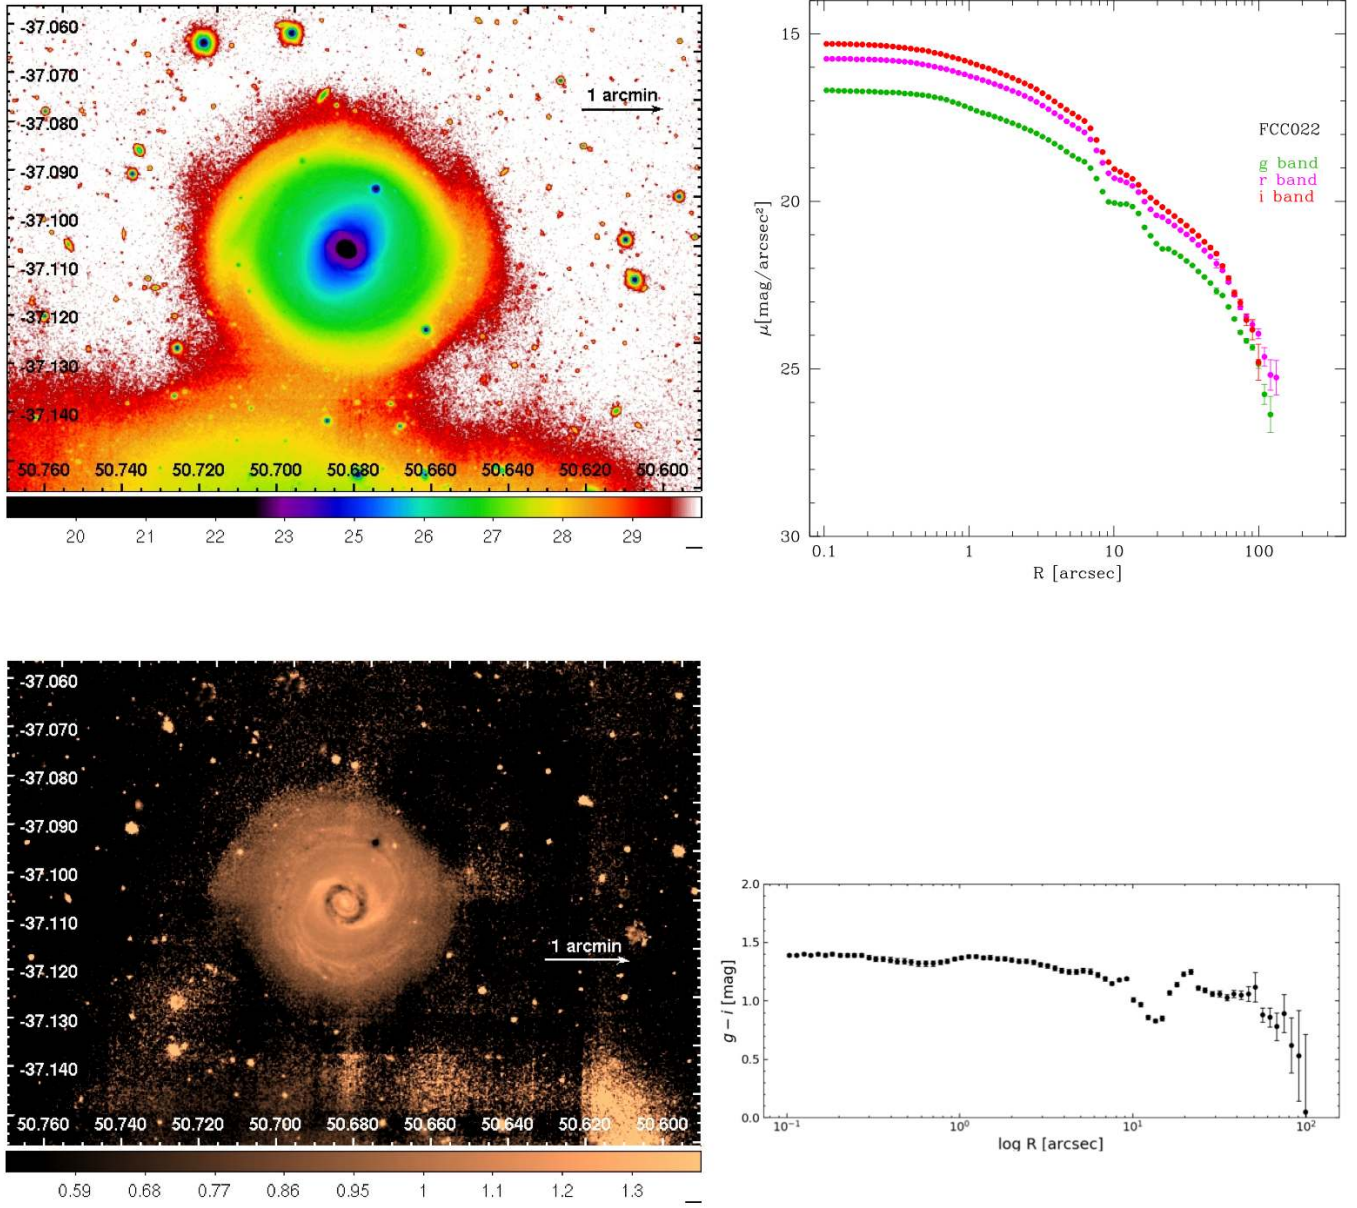 -37.060
-37.070
1 arcmin
-37.080
-37.090
-37.100
-37.110
-37.120
-37.130
-37.140
50.760 50.740 50.720 50.700 50.680 50.660 50.640 50.620 50.600
20 21 22 23 25 26 27 28 29
15
20
25
30
μ[mag/arcsec²]
FCC022
g band
r band
i band
0.1 1 10 100
R [arcsec]
-37.060
-37.070
-37.080
-37.090
-37.100
-37.110
1 arcmin
-37.120
-37.130
-37.140
50.760 50.740 50.720 50.700 50.680 50.660 50.640 50.620 50.600
0.59 0.68 0.77 0.86 0.95 1 1.1 1.2 1.3
2.0
1.5
1.0
0.5
0.0
g − i [mag]
10⁻¹ 10⁰ 10¹ 10²
log R [arcsec]